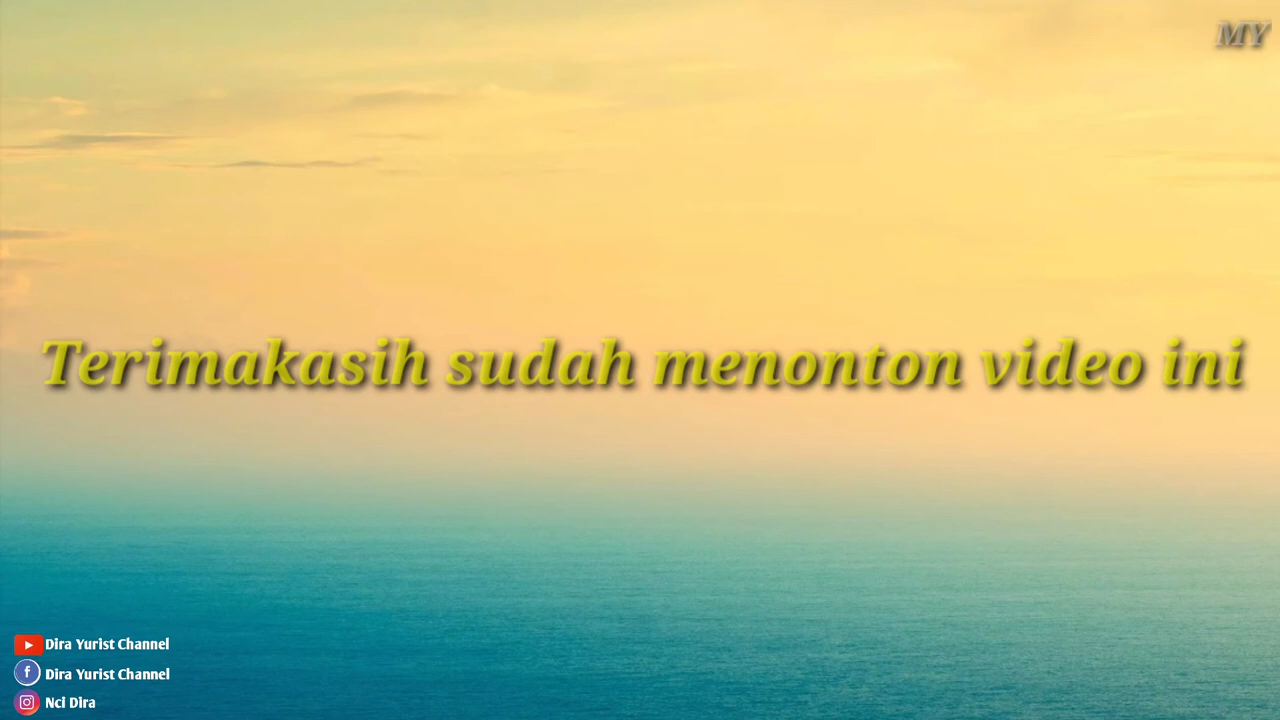 MY
Terimakasih sudah menonton video ini
Dira Yurist Channel
Dira Yurist Channel
Nci Dira